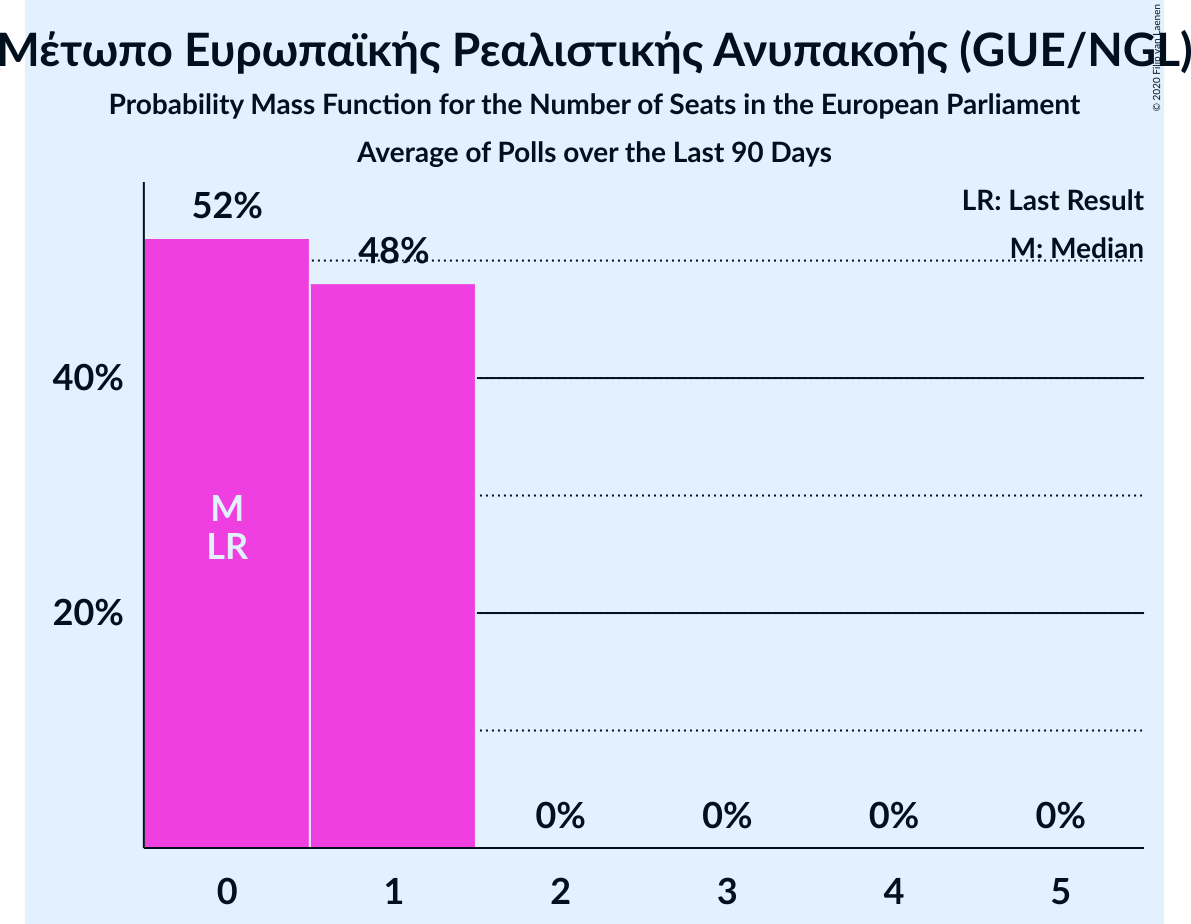 Μέτωπο Ευρωπαϊκής Ρεαλιστικής Ανυπακοής (GUE/NGL)
© 2020 Filip van Laenen
Probability Mass Function for the Number of Seats in the European Parliament
Average of Polls over the Last 90 Days
LR: Last Result
M: Median
52%
48%
40%
20%
M
LR
0%
0%
0%
0%
0
1
2
3
4
5